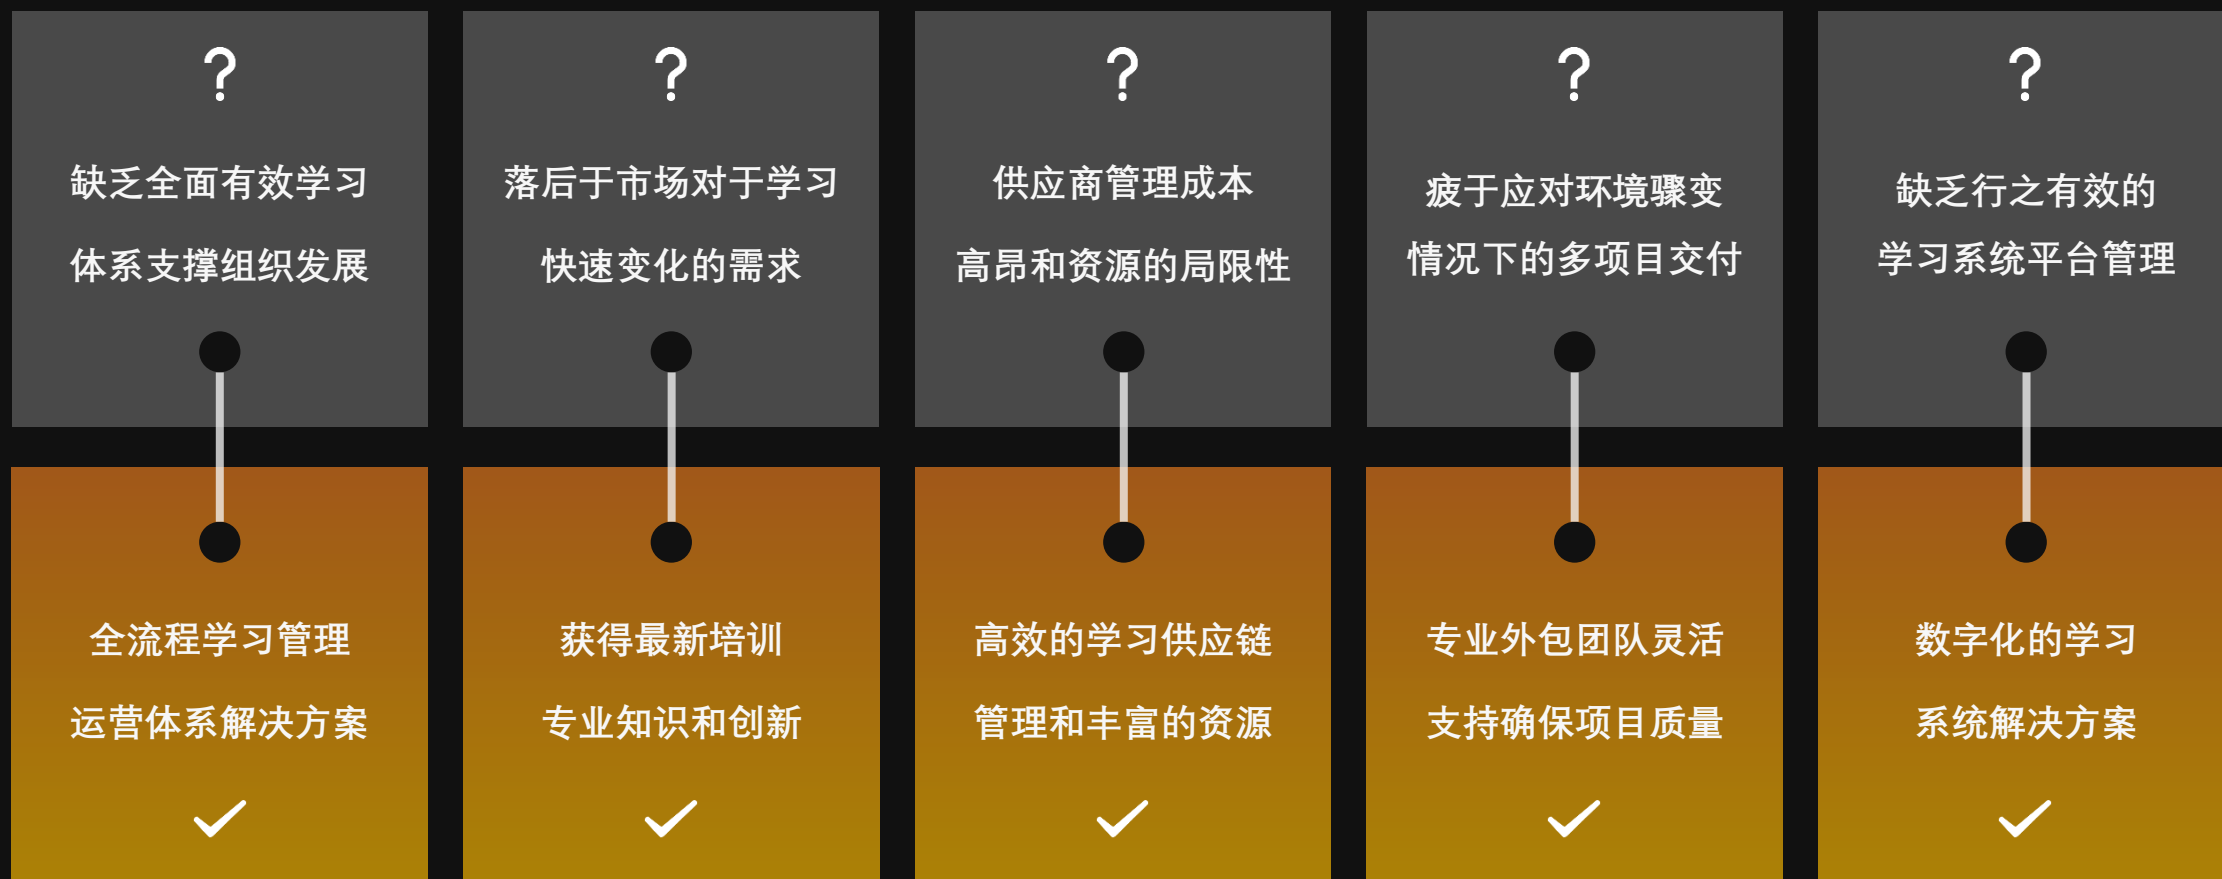 ?
缺乏全面有效学习
体系支撑组织发展
?
落后于市场对于学习
快速变化的需求
?
供应商管理成本
高昂和资源的局限性
?
疲于应对环境骤变
情况下的多项目交付
?
缺乏行之有效的
学习系统平台管理
全流程学习管理
运营体系解决方案
获得最新培训
专业知识和创新
高效的学习供应链
管理和丰富的资源
专业外包团队灵活
支持确保项目质量
数字化的学习
系统解决方案